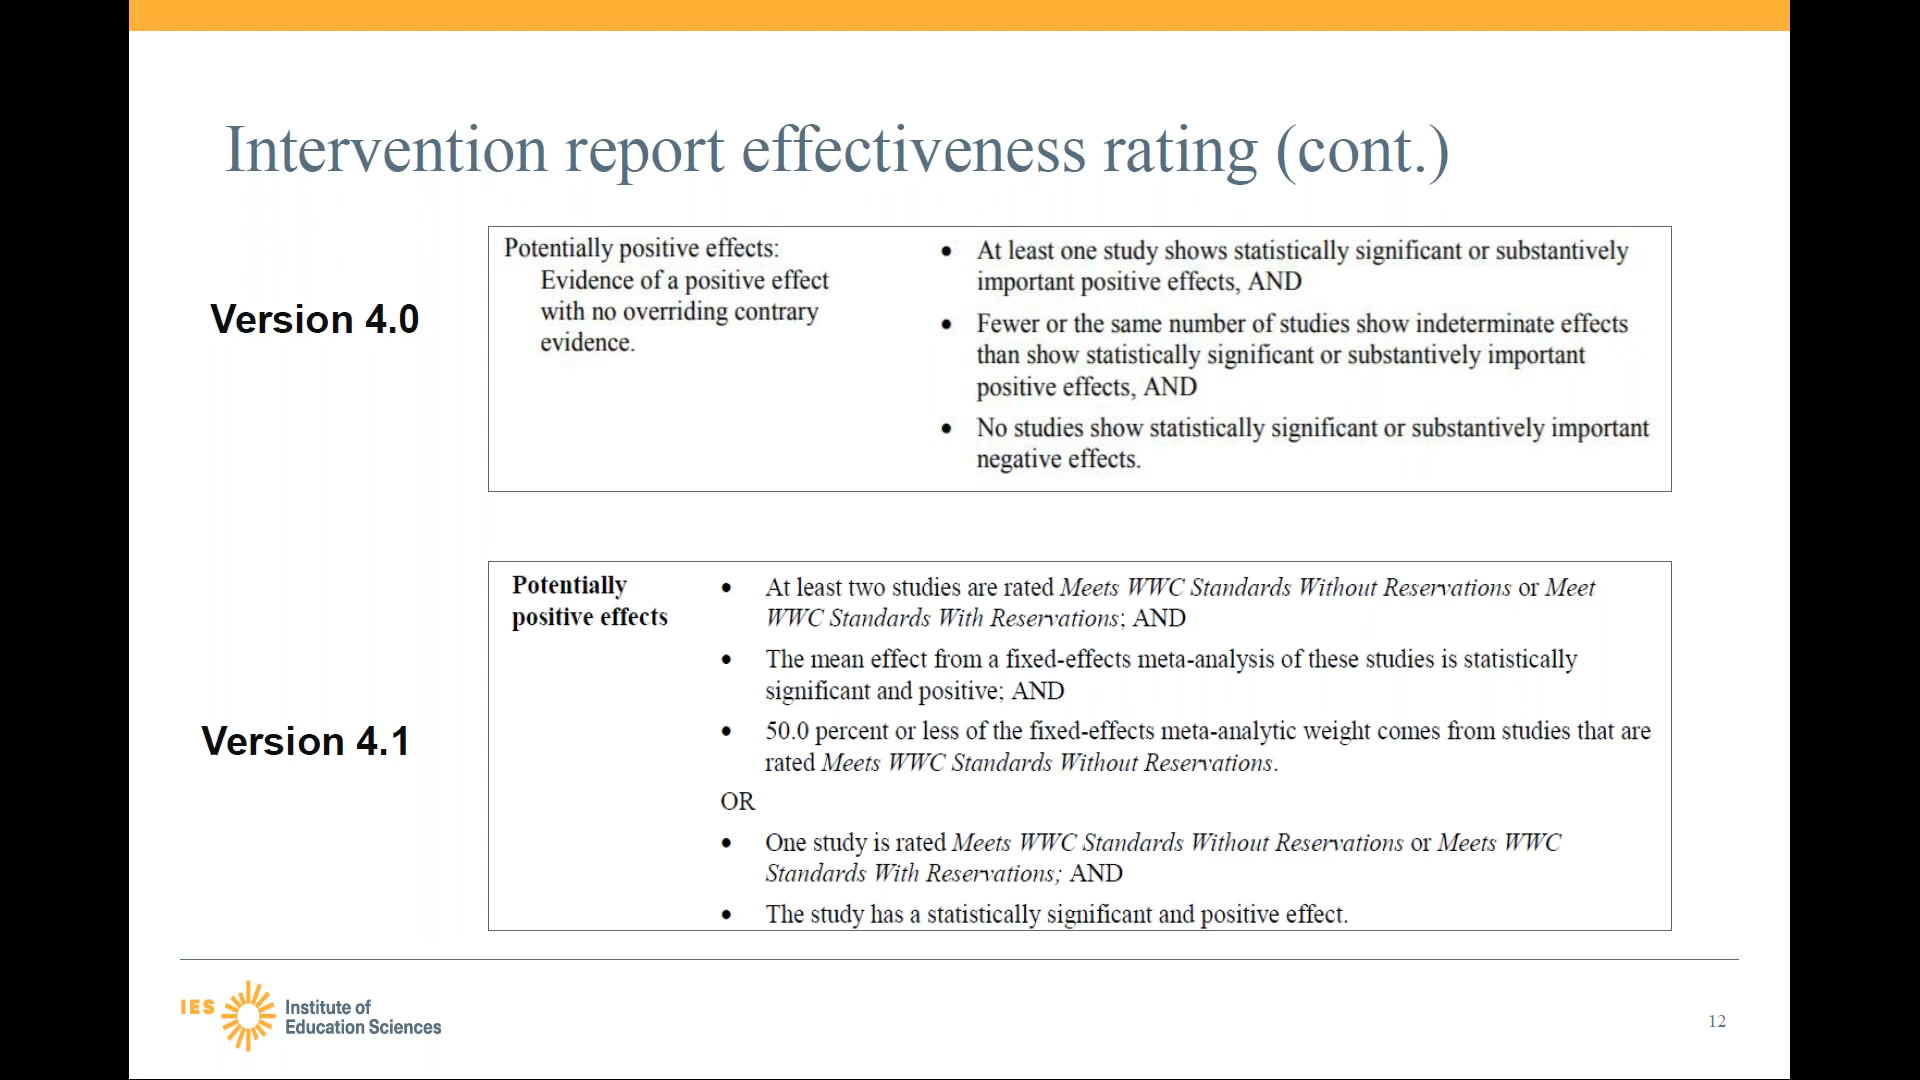 Intervention report effectiveness rating (cont.)
Version 4.0
Potentially positive effects:
Evidence of a positive effect
with no overriding contrary
evidence.
• At least one study shows statistically significant or substantively
important positive effects, AND
• Fewer or the same number of studies show indeterminate effects
than show statistically significant or substantively important
positive effects, AND
• No studies show statistically significant or substantively important
negative effects.
Version 4.1
Potentially
positive effects
• At least two studies are rated Meets WWC Standards Without Reservations or Meet
WWC Standards With Reservations; AND
• The mean effect from a fixed-effects meta-analysis of these studies is statistically
significant and positive; AND
• 50.0 percent or less of the fixed-effects meta-analytic weight comes from studies that are
rated Meets WWC Standards Without Reservations.
OR
• One study is rated Meets WWC Standards Without Reservations or Meets WWC
Standards With Reservations; AND
• The study has a statistically significant and positive effect.
IES
Institute of
Education Sciences
12